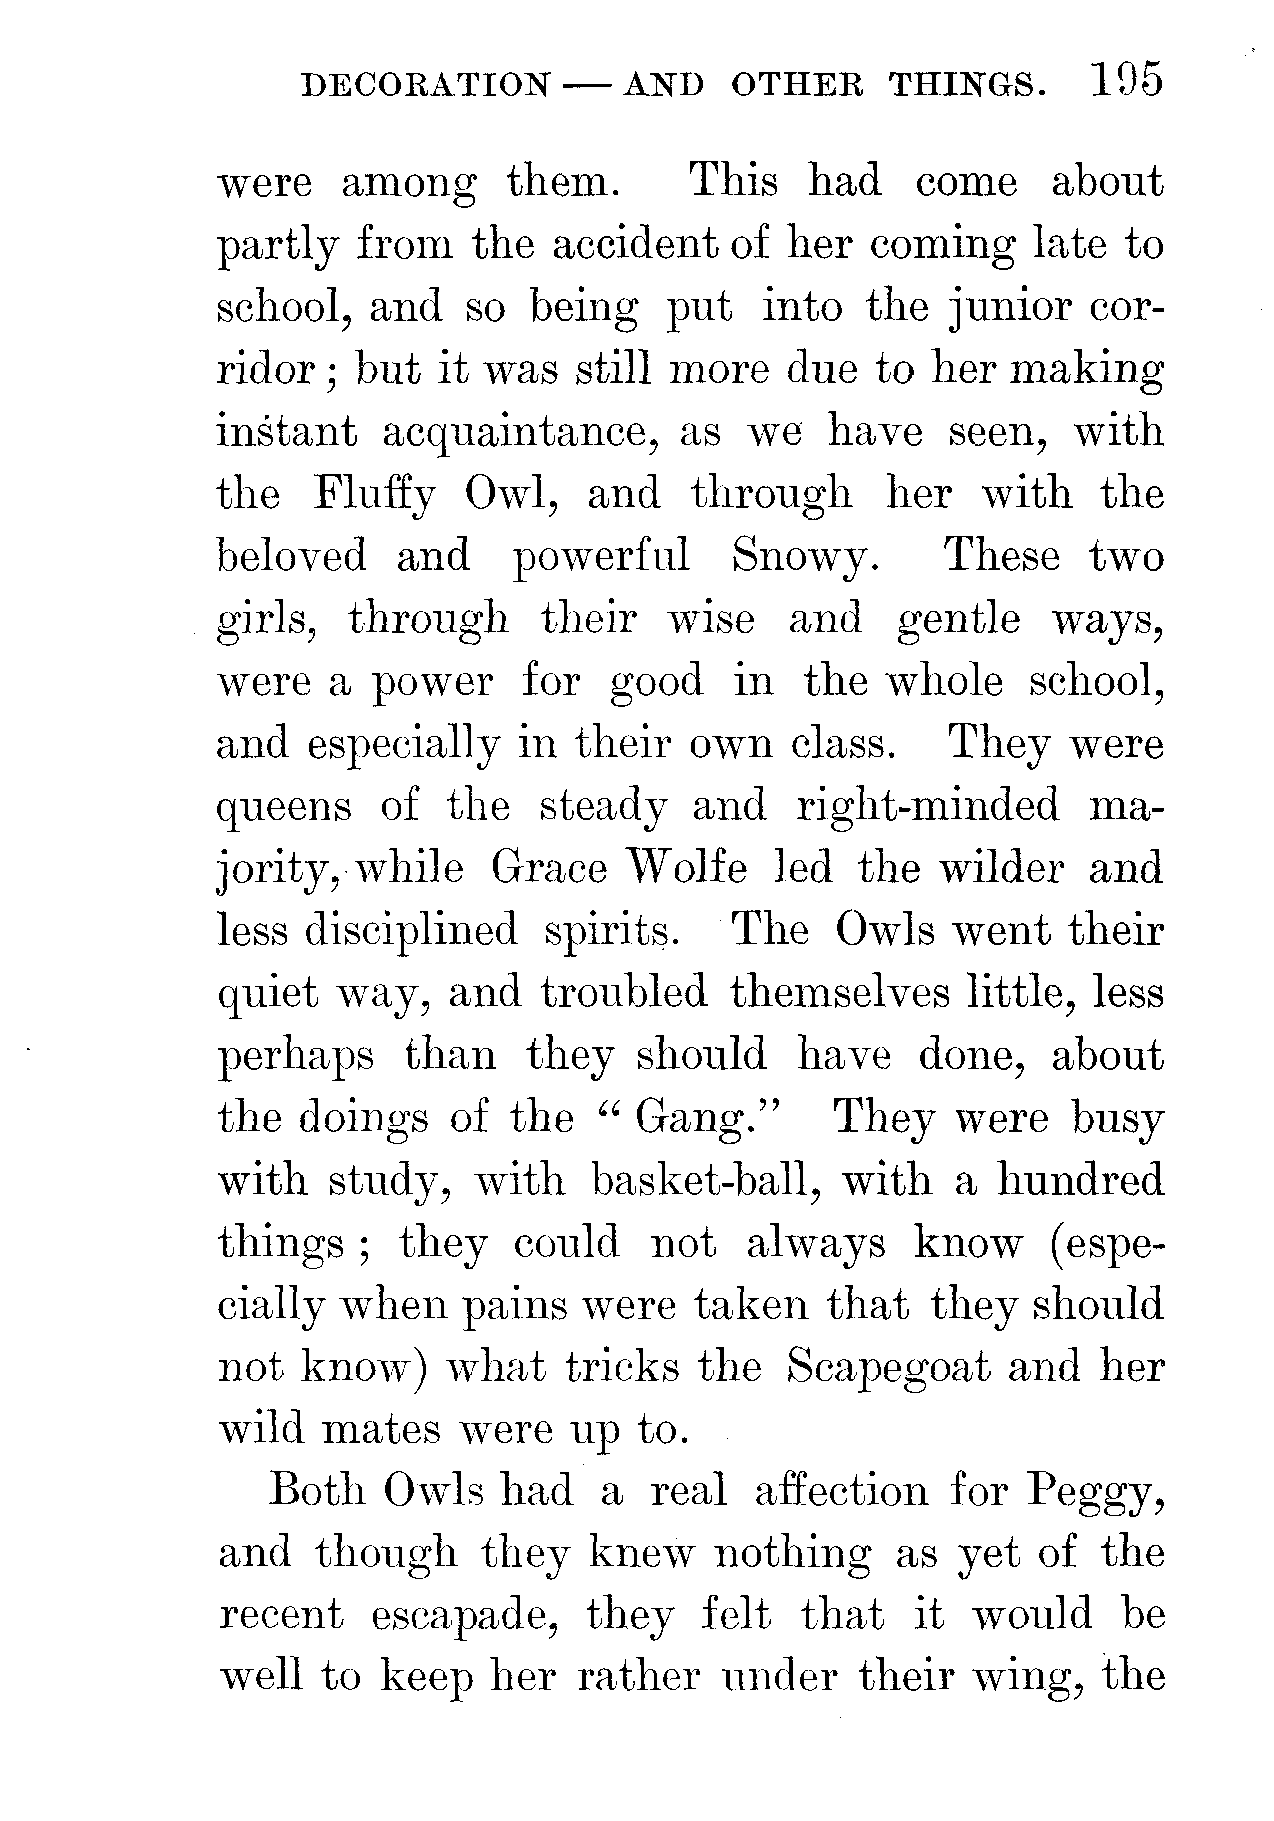 DECORATION — AND OTHER THINGS. 195
were among them. This had come about
partly from the accident of her coming late to
school, and so being put into the junior cor-
ridor ; but it was still more due to her making
instant acquaintance, as we have seen, with
the Fluffy Owl, and through her with the
beloved and powerful Snowy. These two
girls, through their wise and gentle ways,
were a power for good in the whole school,
and especially in their own class. They were
queens of the steady and right-minded ma-
jority, while Grace Wolfe led the wilder and
less disciplined spirits. The Owls went their
quiet way, and troubled themselves little, less
perhaps than they should have done, about
the doings of the “ Gang.” They were busy
with study, with basket-ball, with a hundred
things ; they could not always know (espe-
cially when pains were taken that they should
not know) what tricks the Scapegoat and her
wild mates were up to.
Both Owls had a real affection for Peggy,
and though they knew nothing as yet of the
recent escapade, they felt that it would be
well to keep her rather under their wing, the